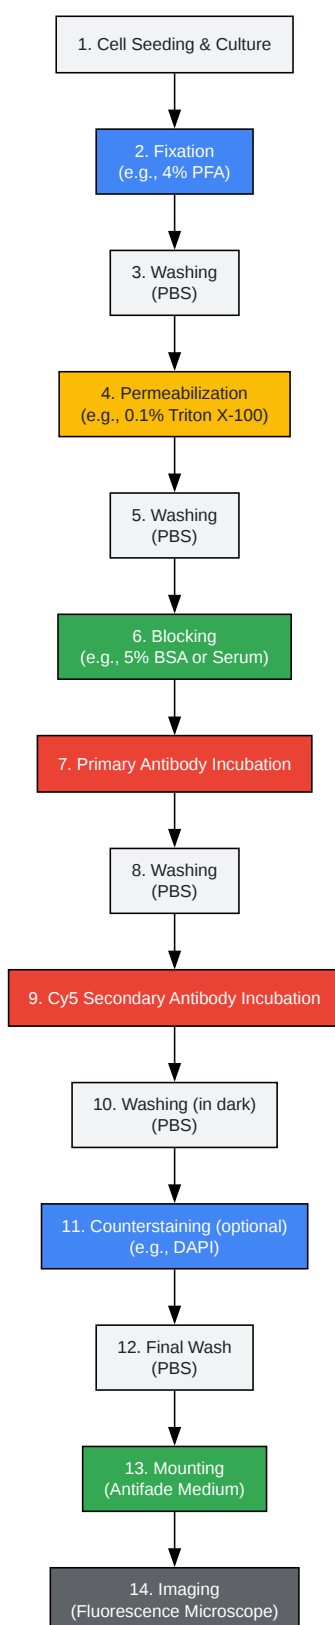 1. Cell Seeding & Culture
2. Fixation
(e.g., 4% PFA)
3. Washing
(PBS)
4. Permeabilization
(e.g., 0.1% Triton X-100)
5. Washing
(PBS)
6. Blocking
(e.g., 5% BSA or Serum)
7. Primary Antibody Incubation
8. Washing
(PBS)
9. Cy5 Secondary Antibody Incubation
10. Washing (in dark)
(PBS)
11. Counterstaining (optional)
(e.g., DAPI)
12. Final Wash
(PBS)
13. Mounting
(Antifade Medium)
14. Imaging
(Fluorescence Microscope)